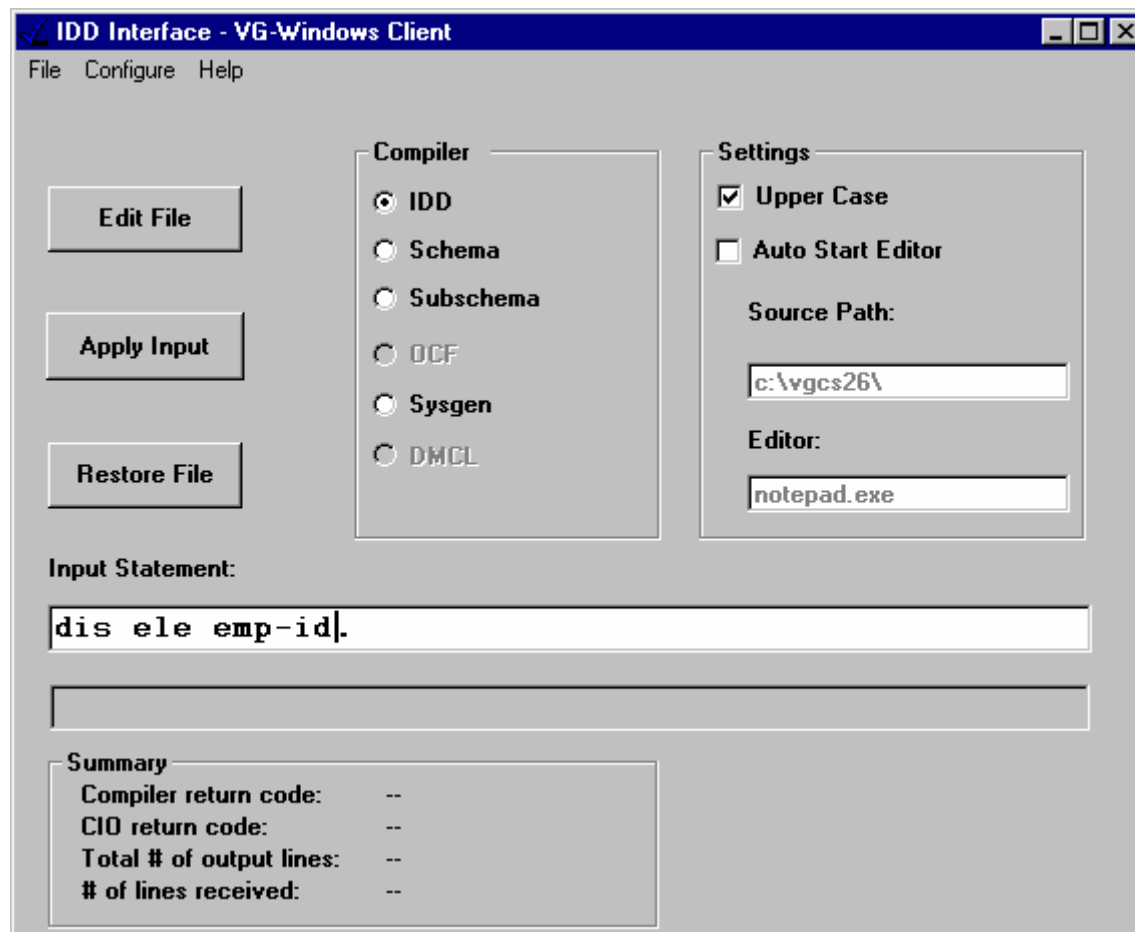 IDD Interface - VG-Windows Client
File Configure Help
Compiler
Settings
Edit File
IDD
Upper Case
Schema
Auto Start Editor
Subschema
Source Path:
Apply Input
OCF
c:\vgcs26\
Sysgen
Editor:
Restore File
DMCL
notepad.exe
Input Statement:
dis ele emp-id.
Summary
Compiler return code: --
CIO return code: --
Total # of output lines: --
# of lines received: --